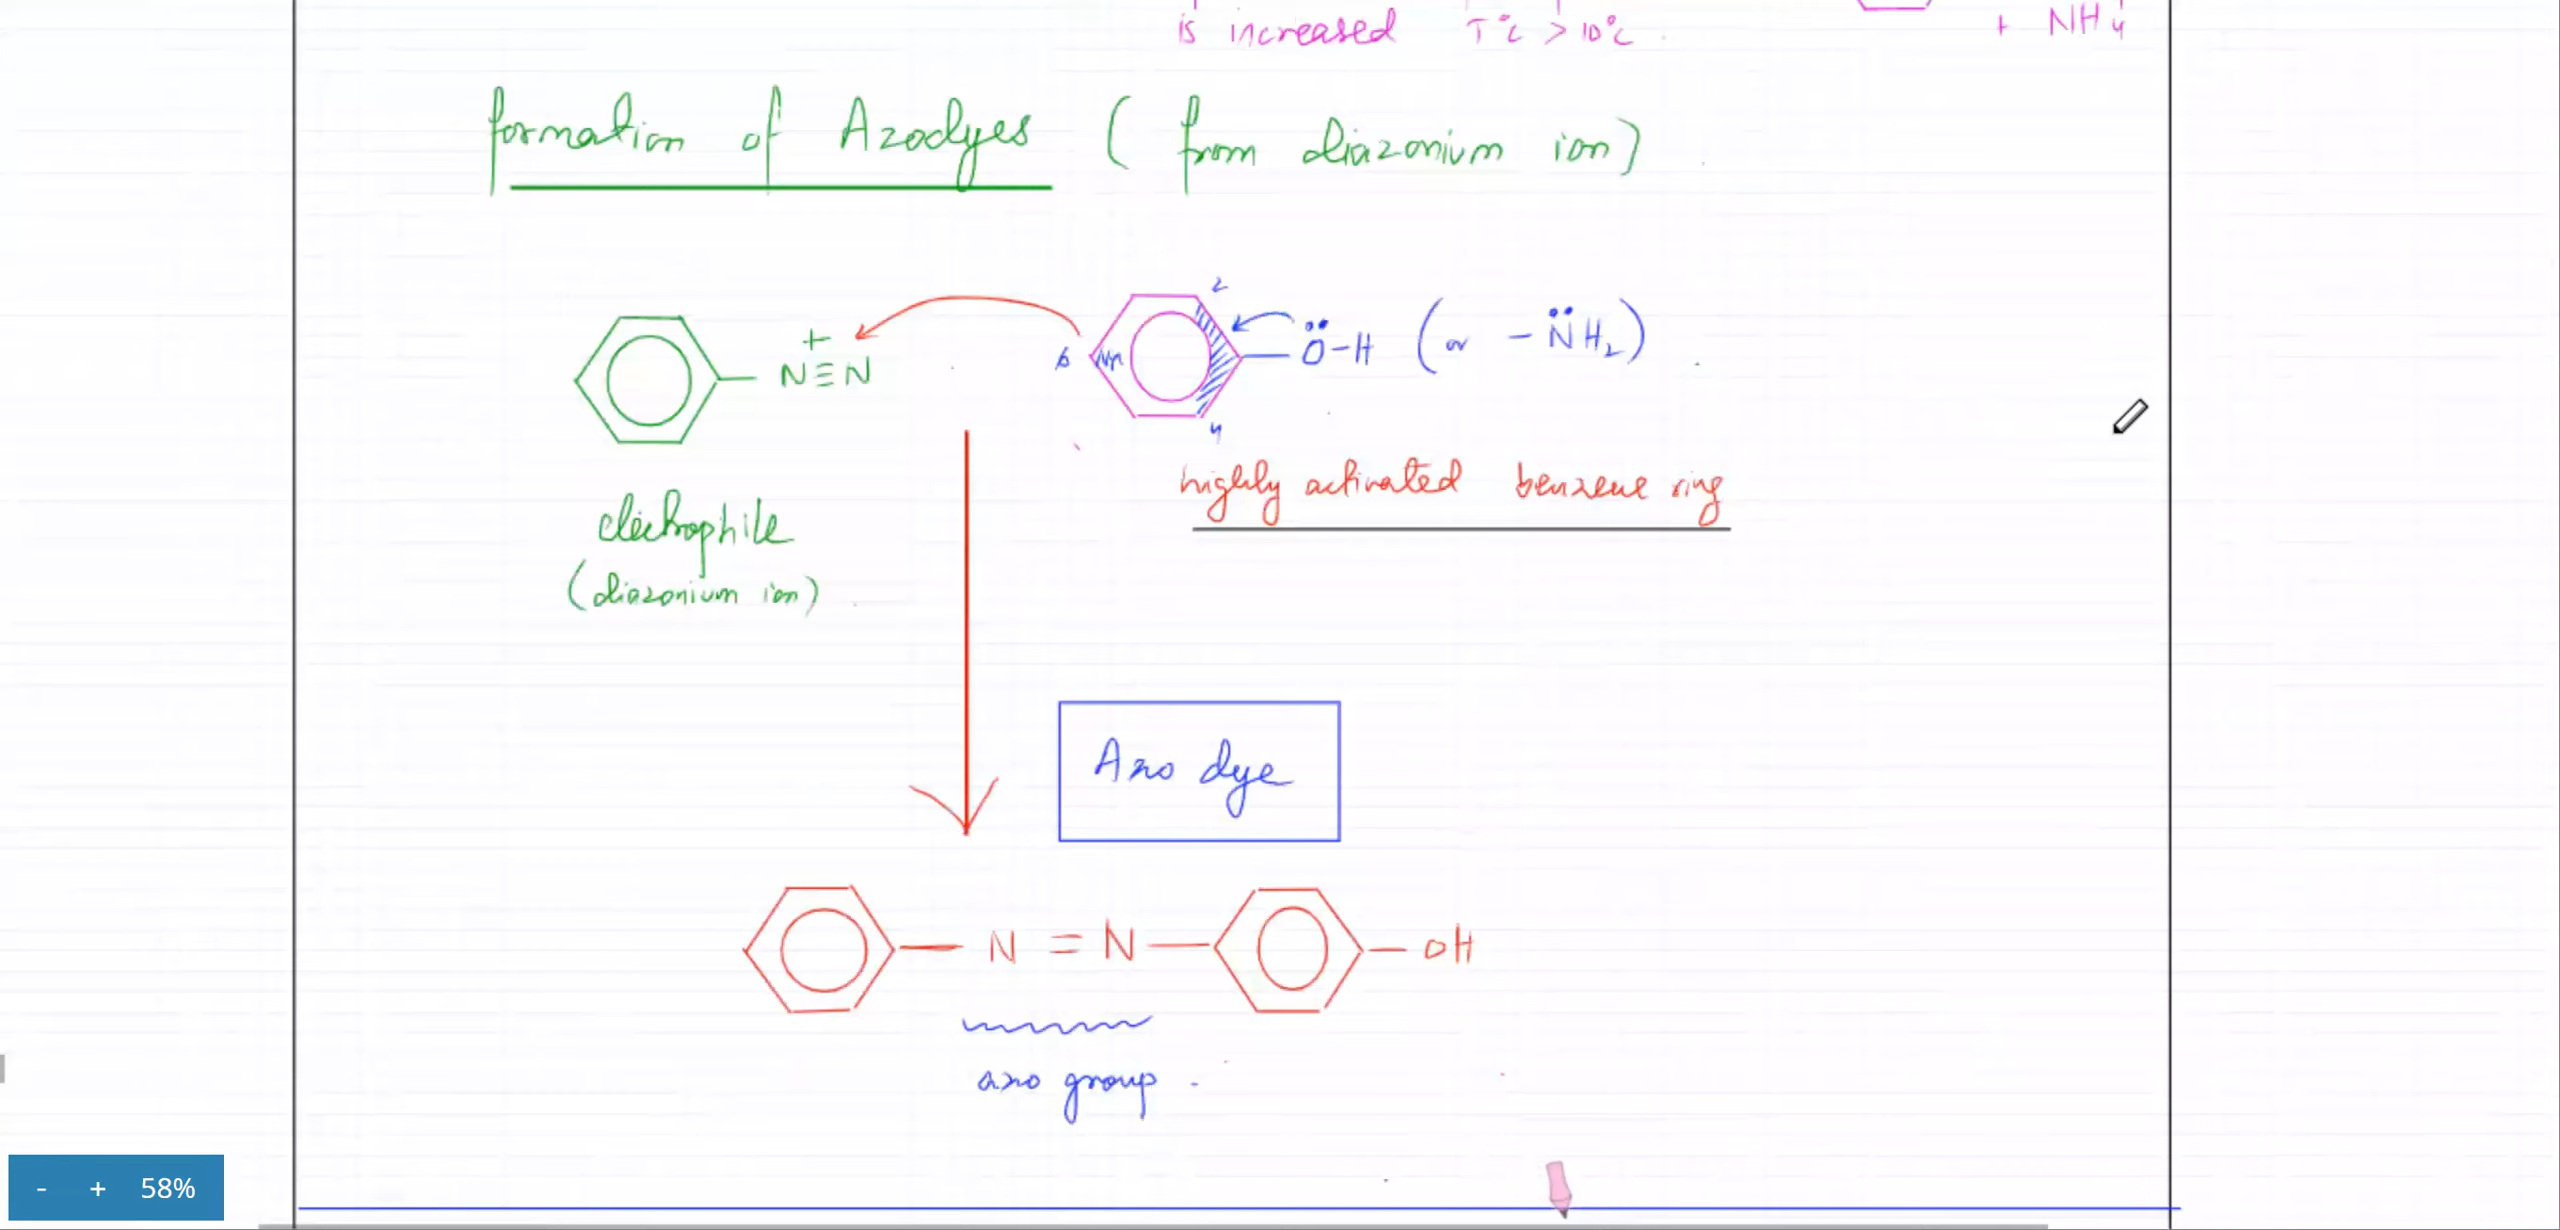 is increased T°C > 10°C.
+ NH4
formation of Azodyes ( from diazonium ion)
2
+
N≡N
6
Ö-H (or -N̈H2)
4
highly activated benzene ring
electrophile
(diazonium ion)
Azo dye
N = N
OH
azo group.
- + 58%